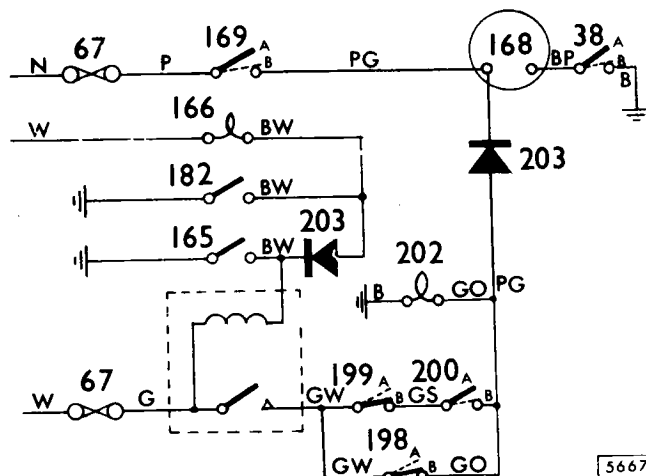 N 67 P 169 A B PG 168 BP 38 A B B
W 166 BW
182 BW 203
165 BW 203
B 202 GO PG
W 67 G GW 199 A B GS 200 A B
GW 198 A B GO
5667